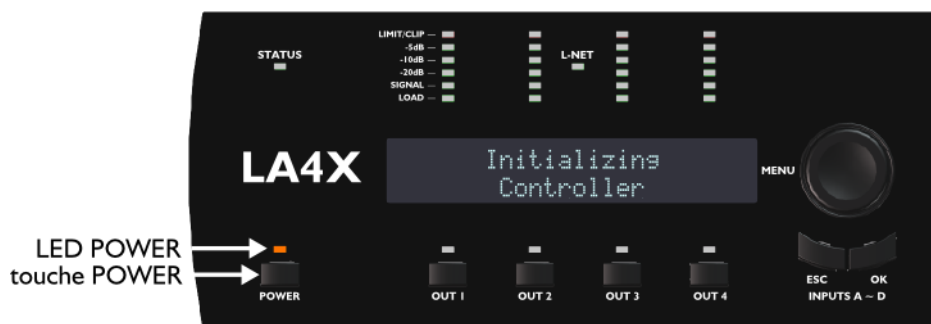 LIMIT/CLIP
-5dB
-10dB
-20dB
SIGNAL
LOAD
STATUS
L-NET
LA4X
Initializing
Controller
MENU
LED POWER
touche POWER
POWER
OUT 1
OUT 2
OUT 3
OUT 4
ESC
OK
INPUTS A ~ D